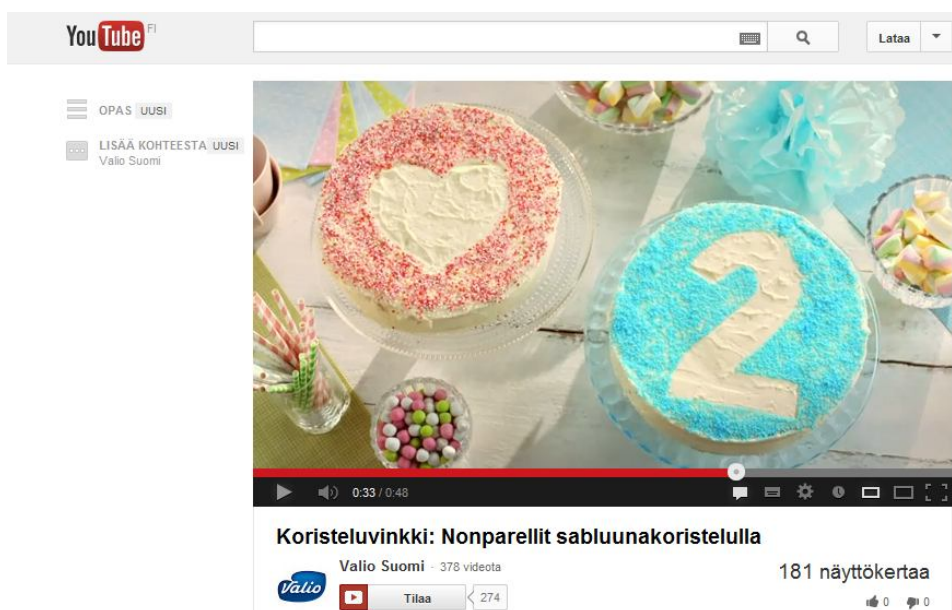 YouTube FI
Lataa
OPAS UUSI
LISÄÄ KOHTEESTA UUSI
Valio Suomi
2
0:33 / 0:48
Koristeluvinkki: Nonparellit sabluunakoristelulla
Valio Suomi · 378 videota
181 näyttökertaa
Valio
Tilaa 274
0 0